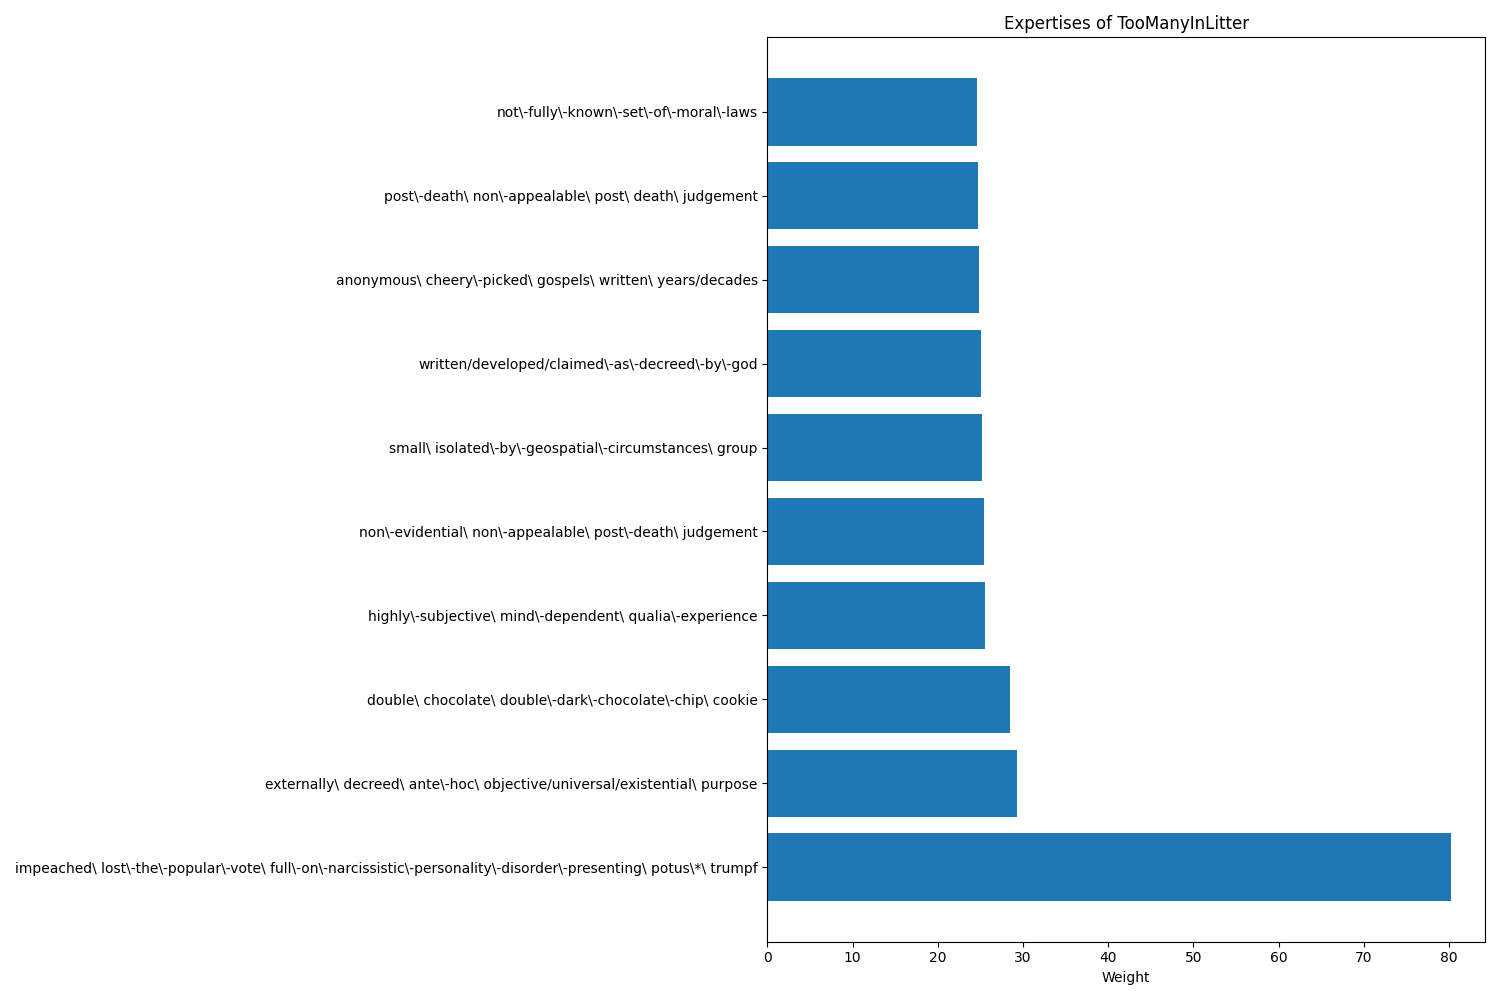 Expertises of TooManyInLitter
not\-fully\-known\-set\-of\-moral\-laws
post\-death\ non\-appealable\ post\ death\ judgement
anonymous\ cheery\-picked\ gospels\ written\ years/decades
written/developed/claimed\-as\-decreed\-by\-god
small\ isolated\-by\-geospatial\-circumstances\ group
non\-evidential\ non\-appealable\ post\-death\ judgement
highly\-subjective\ mind\-dependent\ qualia\-experience
double\ chocolate\ double\-dark\-chocolate\-chip\ cookie
externally\ decreed\ ante\-hoc\ objective/universal/existential\ purpose
impeached\ lost\-the\-popular\-vote\ full\-on\-narcissistic\-personality\-disorder\-presenting\ potus\*\ trumpf
0 10 20 30 40 50 60 70 80
Weight